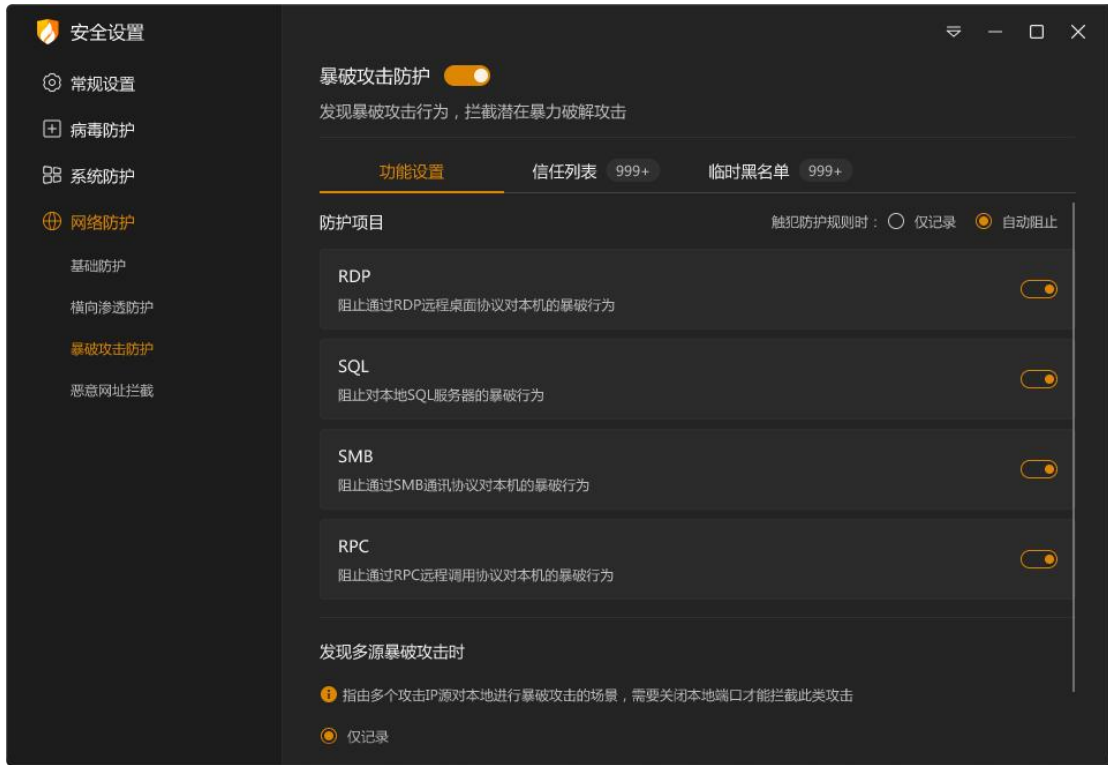 安全设置
常规设置
病毒防护
系统防护
网络防护
基础防护
横向渗透防护
暴破攻击防护
恶意网址拦截
暴破攻击防护
发现暴破攻击行为，拦截潜在暴力破解攻击
功能设置 信任列表 999+ 临时黑名单 999+
防护项目 触犯防护规则时： 仅记录 自动阻止
RDP
阻止通过RDP远程桌面协议对本机的暴破行为
SQL
阻止对本地SQL服务器的暴破行为
SMB
阻止通过SMB通讯协议对本机的暴破行为
RPC
阻止通过RPC远程调用协议对本机的暴破行为
发现多源暴破攻击时
指由多个攻击IP源对本地进行暴破攻击的场景，需要关闭本地端口才能拦截此类攻击
仅记录